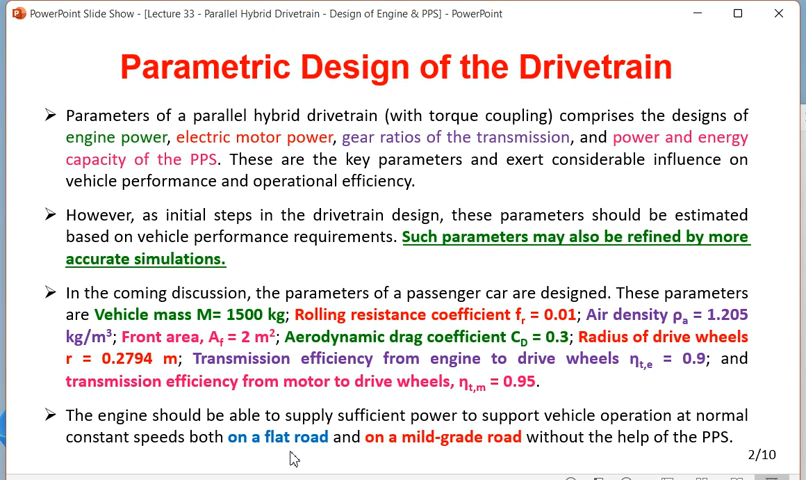 PowerPoint Slide Show - [Lecture 33 - Parallel Hybrid Drivetrain - Design of Engine & PPS] - PowerPoint
Parametric Design of the Drivetrain
➤ Parameters of a parallel hybrid drivetrain (with torque coupling) comprises the designs of
engine power, electric motor power, gear ratios of the transmission, and power and energy
capacity of the PPS. These are the key parameters and exert considerable influence on
vehicle performance and operational efficiency.
➤ However, as initial steps in the drivetrain design, these parameters should be estimated
based on vehicle performance requirements. Such parameters may also be refined by more
accurate simulations.
➤ In the coming discussion, the parameters of a passenger car are designed. These parameters
are Vehicle mass M= 1500 kg; Rolling resistance coefficient fr = 0.01; Air density ρa = 1.205
kg/m³; Front area, Af = 2 m²; Aerodynamic drag coefficient CD = 0.3; Radius of drive wheels
r = 0.2794 m; Transmission efficiency from engine to drive wheels ηt,e = 0.9; and
transmission efficiency from motor to drive wheels, ηt,m = 0.95.
➤ The engine should be able to supply sufficient power to support vehicle operation at normal
constant speeds both on a flat road and on a mild-grade road without the help of the PPS.
2/10